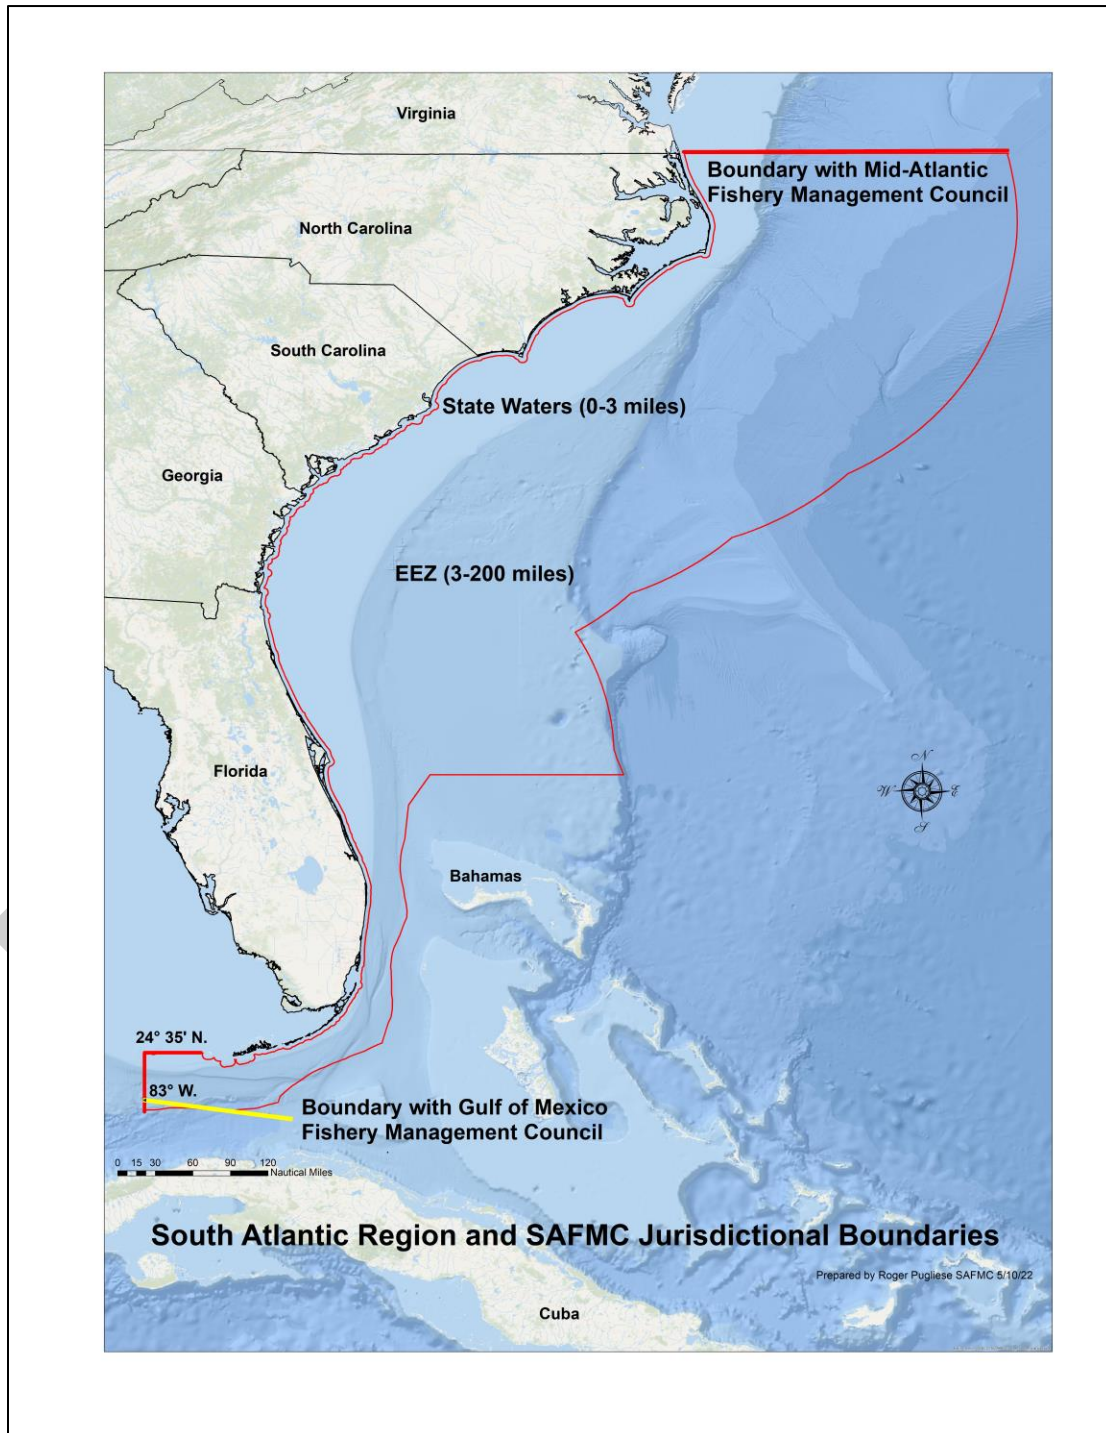 Virginia
Boundary with Mid-Atlantic
Fishery Management Council
North Carolina
South Carolina
State Waters (0-3 miles)
Georgia
EEZ (3-200 miles)
Florida
N
W
E
S
Bahamas
24° 35' N.
83° W.
Boundary with Gulf of Mexico
Fishery Management Council
0 15 30 60 90 120
Nautical Miles
South Atlantic Region and SAFMC Jurisdictional Boundaries
Prepared by Roger Pugliese SAFMC 5/10/22
Cuba